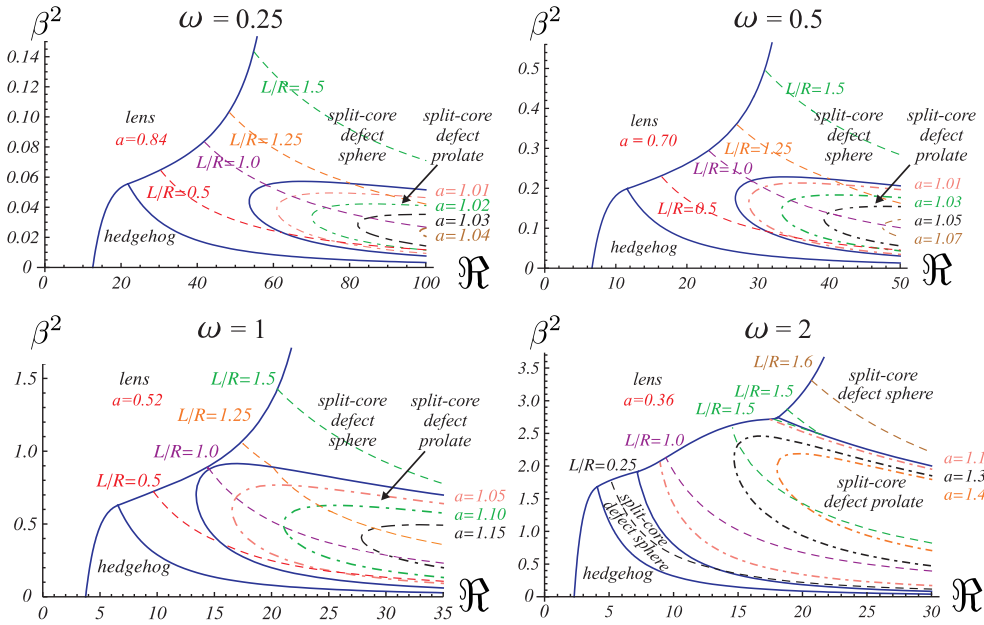 β² ω = 0.25
0.14
0.12
0.10
0.08
0.06
0.04
0.02
0
20 40 60 80 100 ℜ
lens
a=0.84
L/R=1.5
L/R=1.25
L/R=1.0
L/R=0.5
split-core
defect
sphere
split-core
defect
prolate
a=1.01
a=1.02
a=1.03
a=1.04
hedgehog
β² ω = 0.5
0.5
0.4
0.3
0.2
0.1
0
0 10 20 30 40 50 ℜ
lens
a = 0.70
L/R=1.5
L/R=1.25
L/R=1.0
L/R=0.5
split-core
defect
sphere
split-core
defect
prolate
a=1.01
a=1.03
a=1.05
a=1.07
hedgehog
β² ω = 1
1.5
1.0
0.5
0
0 5 10 15 20 25 30 35 ℜ
lens
a=0.52
L/R=1.5
L/R=1.25
L/R=1.0
L/R=0.5
split-core
defect
sphere
split-core
defect
prolate
a=1.05
a=1.10
a=1.15
hedgehog
β² ω = 2
3.5
3.0
2.5
2.0
1.5
1.0
0.5
0
0 5 10 15 20 25 30 ℜ
lens
a=0.36
L/R=1.6
L/R=1.5
L/R=1.5
L/R=1.0
L/R=0.25
split-core
defect sphere
split-core
defect prolate
split-core
defect sphere
a=1.1
a=1.3
a=1.4
hedgehog